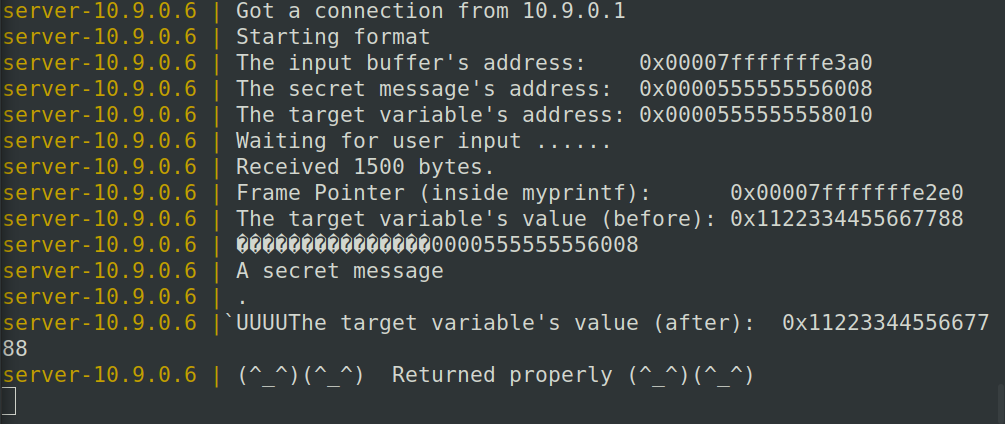 server-10.9.0.6 | Got a connection from 10.9.0.1
server-10.9.0.6 | Starting format
server-10.9.0.6 | The input buffer's address:    0x00007fffffffe3a0
server-10.9.0.6 | The secret message's address:  0x0000555555556008
server-10.9.0.6 | The target variable's address: 0x0000555555558010
server-10.9.0.6 | Waiting for user input ......
server-10.9.0.6 | Received 1500 bytes.
server-10.9.0.6 | Frame Pointer (inside myprintf):      0x00007fffffffe2e0
server-10.9.0.6 | The target variable's value (before): 0x1122334455667788
server-10.9.0.6 | ���������������0000555555556008
server-10.9.0.6 | A secret message
server-10.9.0.6 | .
server-10.9.0.6 |`UUUUThe target variable's value (after):  0x11223344556677
88
server-10.9.0.6 | (^_^)(^_^)  Returned properly (^_^)(^_^)